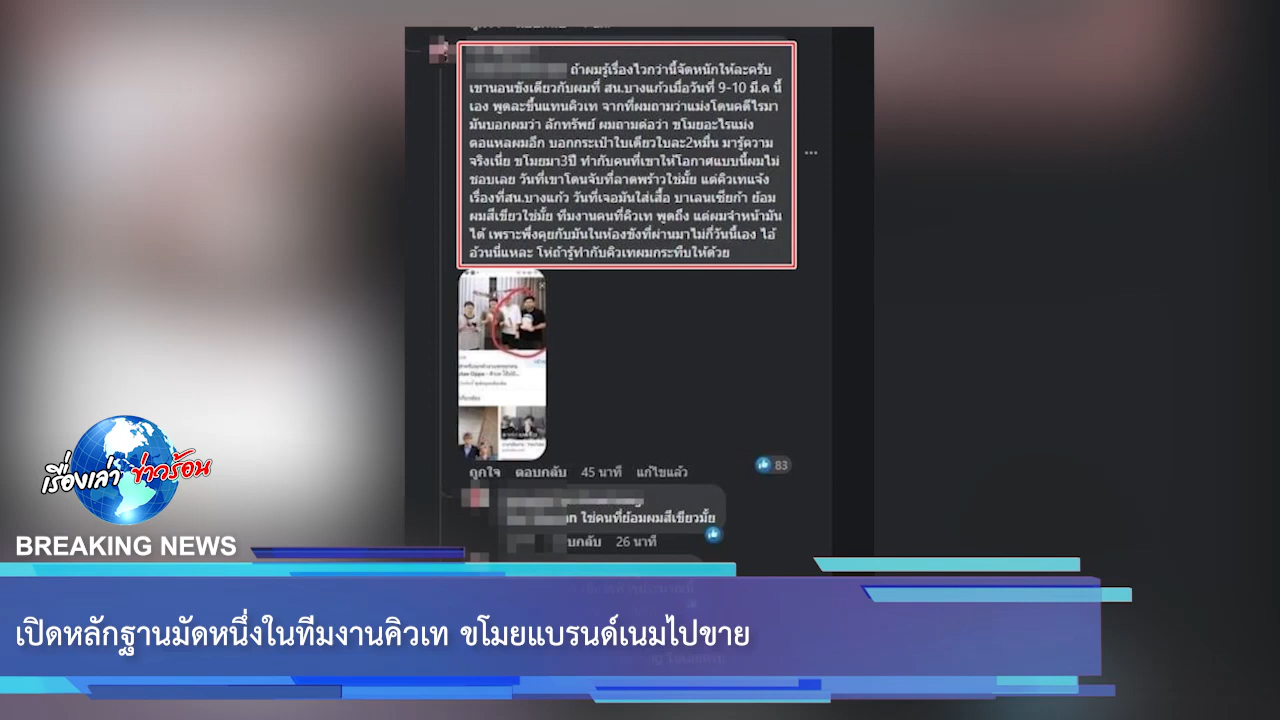 ถ้าผมรู้เรื่องไวกว่านี้จัดหนักให้ละครับ
เขานอนขังเดียวกับผมที่ สน.บางแก้วเมื่อวันที่ 9-10 มี.ค นี้
เอง พูดละขึ้นแทนคิวเท จากที่ผมถามว่าแม่งโดนคดีไรมา
มันบอกผมว่า ลักทรัพย์ ผมถามต่อว่า ขโมยอะไรแม่ง
ตอแหลผมอีก บอกกระเป๋าใบเดียวใบละ2หมื่น มารู้ความ
จริงเนี่ย ขโมยมา3ปี ทำกับคนที่เขาให้โอกาศแบบนี้ผมไม่
ชอบเลย วันที่เขาโดนจับที่ลาดพร้าวใช่มั้ย แต่คิวเทแจ้ง
เรื่องที่สน.บางแก้ว วันที่เจอมันใส่เสื้อ บาเลนเซียก้า ย้อม
ผมสีเขียวใช่มั้ย ทีมงานคนที่คิวเท พูดถึง แต่ผมจำหน้ามัน
ได้ เพราะพึ่งคุยกับมันในห้องขังที่ผ่านมาไม่กี่วันนี้เอง ไอ้
อ้วนนี่แหละ โห่ถ้ารู้ทำกับคิวเทผมกระทืบให้ด้วย
ถูกใจ ตอบกลับ 45 นาที แก้ไขแล้ว 83
ใช่คนที่ย้อมผมสีเขียวมั้ย
บกลับ 26 นาที
เรื่องเล่า ข่าวร้อน
BREAKING NEWS
เปิดหลักฐานมัดหนึ่งในทีมงานคิวเท ขโมยแบรนด์เนมไปขาย